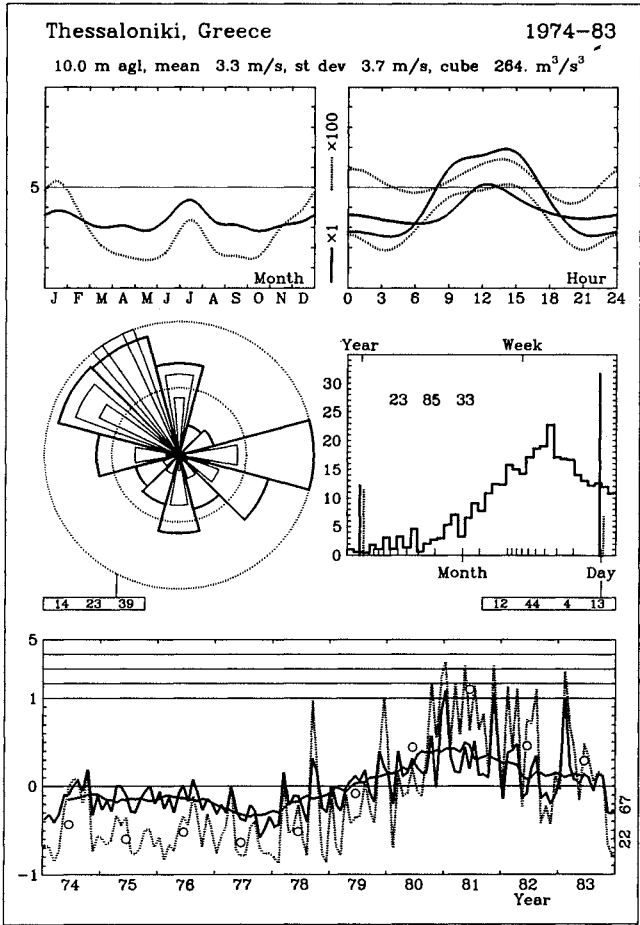 Thessaloniki, Greece 1974-83
10.0 m agl, mean 3.3 m/s, st dev 3.7 m/s, cube 264. m³/s³
5
×1 ×100
Month
J F M A M J J A S O N D
Hour
0 3 6 9 12 15 18 21 24
Year Week
35
30
25
20
15
10
5
0
23 85 33
Month Day
14 23 39
12 44 4 13
5
1
0
-1
22 67
74 75 76 77 78 79 80 81 82 83
Year